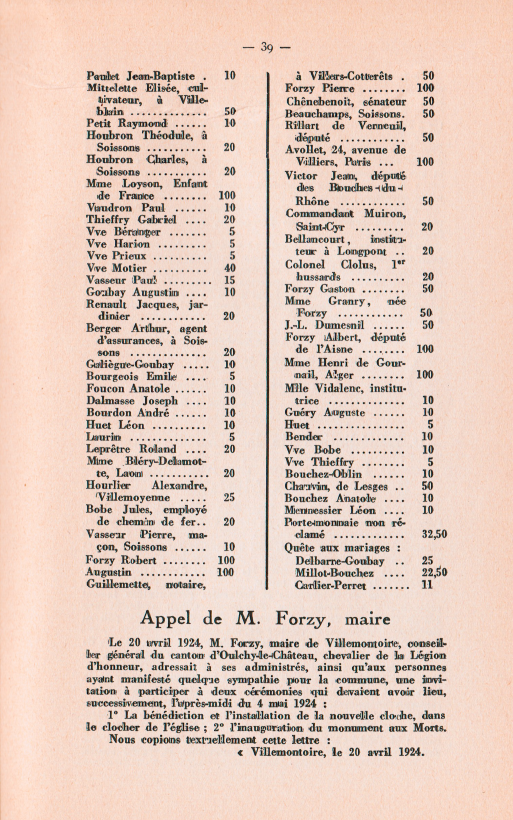 — 39 —
Paudet Jean-Baptiste . 10
Mittelette Elisée, cul-
tivateur, à Ville-
blain ............. 50
Petit Raymond ...... 10
Houbron Théodule, à
Soissons ........... 20
Houbron Charles, à
Soissons ........... 20
Mme Loyson, Enfant
de France ........ 100
Vaudron Paul ...... 10
Thieffry Gabriel .... 20
Vve Béranger ....... 5
Vve Harion ......... 5
Vve Prieux ......... 5
Vve Motier ......... 40
Vasseur Paul ....... 15
Goubay Augustin .... 10
Renault Jacques, jar-
dinier ............ 20
Berger Arthur, agent
d'assurances, à Sois-
sons .............. 20
Galiègue-Goubay ..... 10
Bourgeois Emile .... 5
Foucon Anatole ...... 10
Dalmasse Joseph .... 10
Bourdon André ...... 10
Huet Léon .......... 10
Laurin ............. 5
Leprêtre Roland .... 20
Mme Bléry-Delamot-
te, Laon .......... 20
Hourlier Alexandre,
Villemoyenne ..... 25
Bobe Jules, employé
de chemin de fer.. 20
Vasseur Pierre, ma-
çon, Soissons ...... 10
Forzy Robert ........ 100
Augustin ............ 100
Guillemette, notaire,
à Villers-Cotterêts . 50
Forzy Pierre ........ 100
Chênebenoit, sénateur 50
Beauchamps, Soissons. 50
Rillart de Verneuil,
député ............ 50
Avollet, 24, avenue de
Villiers, Paris ... 100
Victor Jean, député
des Bouches-du-
Rhône ............ 50
Commandant Muiron,
Saint-Cyr ......... 20
Bellancourt, institu-
teur à Longpont .. 20
Colonel Clolus, 1er
hussards .......... 20
Forzy Gaston ....... 50
Mme Granry, née
Forzy ............ 50
J.-L. Dumesnil ...... 50
Forzy Albert, député
de l'Aisne ........ 100
Mme Henri de Gour-
nail, Alger ........ 100
Mlle Vidalenc, institu-
trice ............. 10
Guéry Auguste ...... 10
Huet ............... 5
Bender ............. 10
Vve Bobe .......... 10
Vve Thieffry ........ 5
Bouchez-Oblin ...... 10
Chauvin, de Lesges .. 50
Bouchez Anatole .... 10
Miennessier Léon .... 10
Porte-monnaie non ré-
clamé ............ 32,50
Quête aux mariages :
Delbarne-Goubay .. 25
Millot-Bouchez .... 22,50
Carlier-Perret ....... 11
Appel de M. Forzy, maire
Le 20 avril 1924, M. Forzy, maire de Villemontoire, conseil-
ler général du canton d'Oulchy-le-Château, chevalier de la Légion
d'honneur, adressait à ses administrés, ainsi qu'aux personnes
ayant manifesté quelque sympathie pour la commune, une invi-
tation à participer à deux cérémonies qui devaient avoir lieu,
successivement, l'après-midi du 4 mai 1924 :
1° La bénédiction et l'installation de la nouvelle cloche, dans
le clocher de l'église ; 2° l'inauguration du monument aux Morts.
Nous copions textuellement cette lettre :
« Villemontoire, le 20 avril 1924.